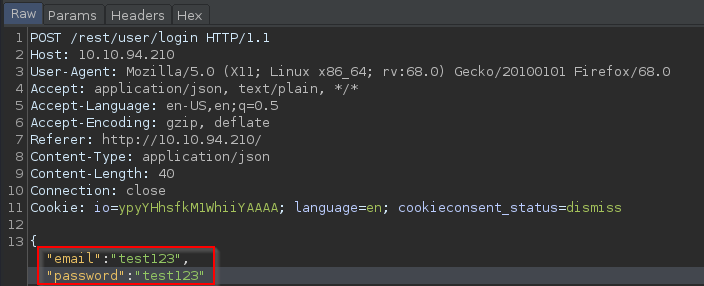 Raw Params Headers Hex
1 POST /rest/user/login HTTP/1.1
2 Host: 10.10.94.210
3 User-Agent: Mozilla/5.0 (X11; Linux x86_64; rv:68.0) Gecko/20100101 Firefox/68.0
4 Accept: application/json, text/plain, */*
5 Accept-Language: en-US,en;q=0.5
6 Accept-Encoding: gzip, deflate
7 Referer: http://10.10.94.210/
8 Content-Type: application/json
9 Content-Length: 40
10 Connection: close
11 Cookie: io=ypyYHhsfkM1WhiiYAAAA; language=en; cookieconsent_status=dismiss
12
13 {
"email":"test123",
"password":"test123"